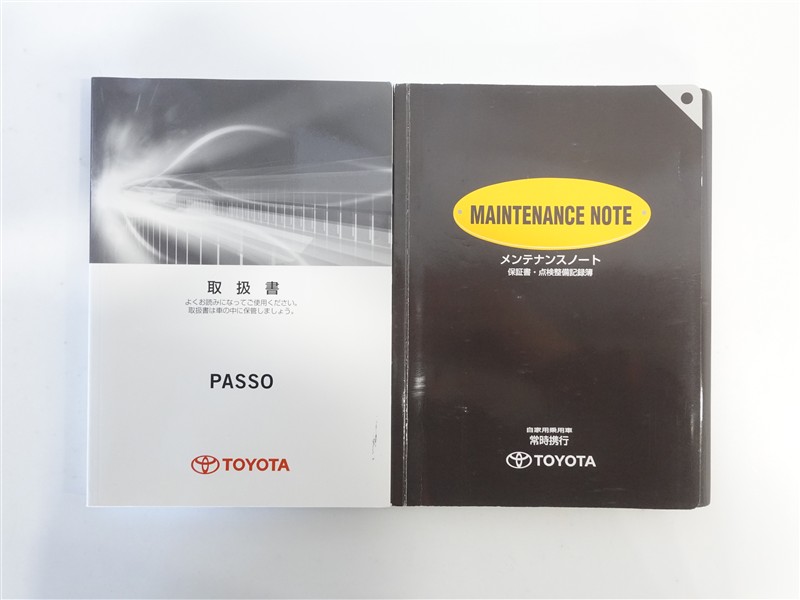 取扱書
よくお読みになってご使用ください。
取扱書は車の中に保管しましょう。
PASSO
TOYOTA
MAINTENANCE NOTE
メンテナンスノート
保証書・点検整備記録簿
自家用乗用車
常時携行
TOYOTA